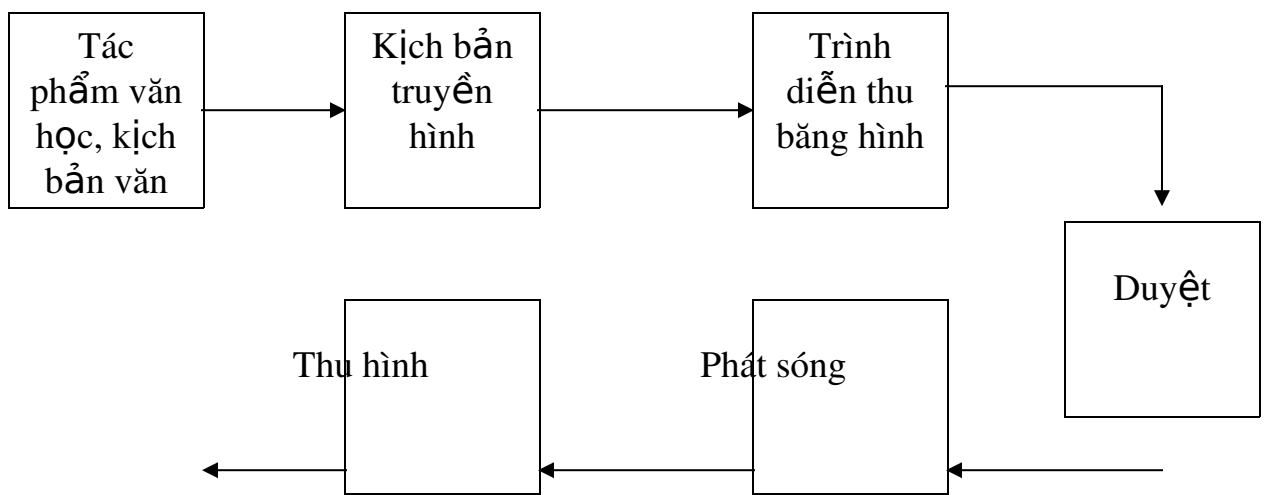 Tác
phẩm văn
học, kịch
bản văn
Kịch bản
truyền
hình
Trình
diễn thu
băng hình
Duyệt
Thu hình
Phát sóng